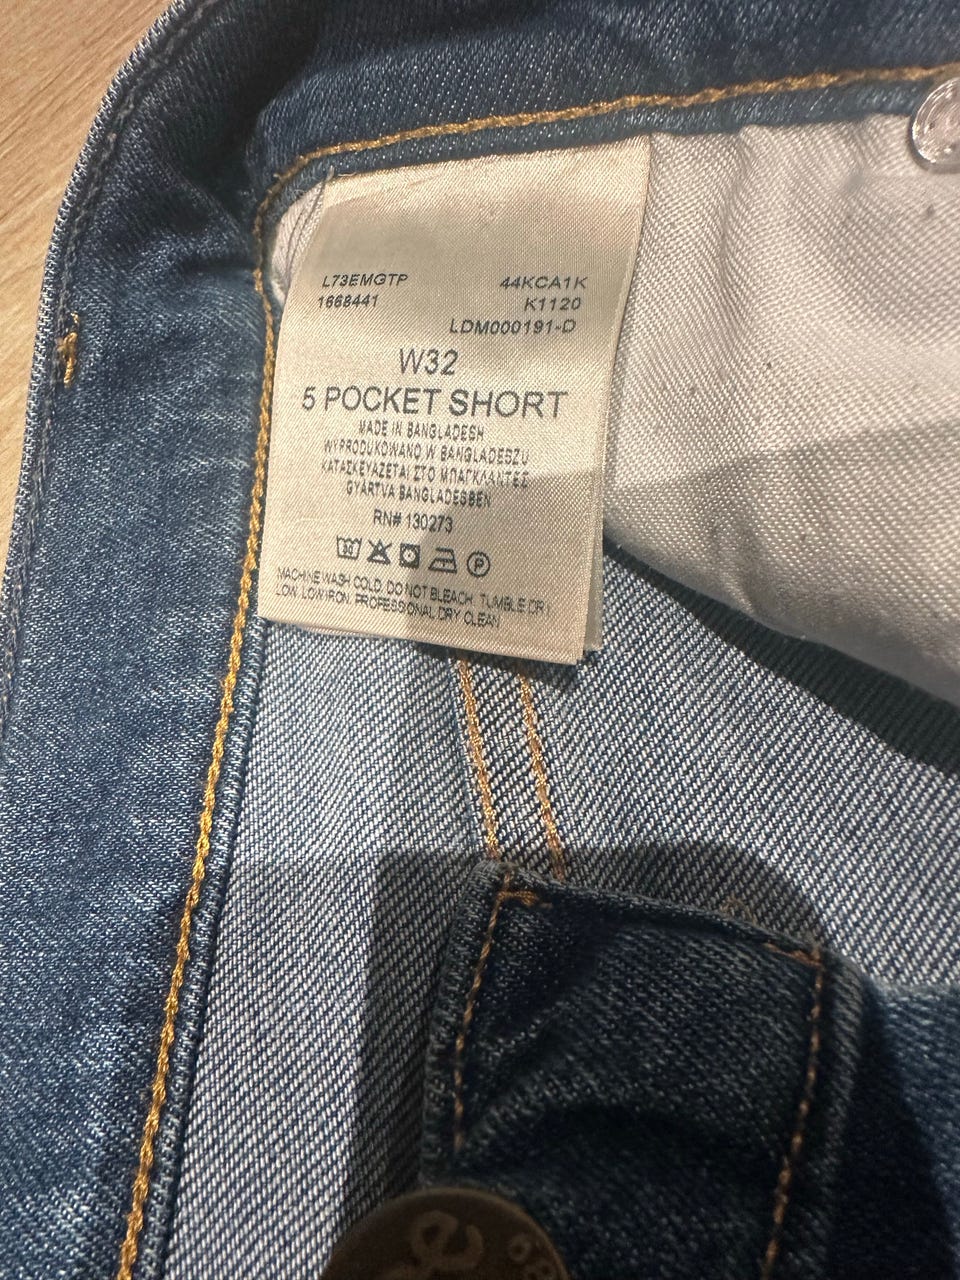 L73EMGTP 44KCA1K
1668441 K1120
LDM000191-D
W32
5 POCKET SHORT
MADE IN BANGLADESH
WYPRODUKOWANO W BANGLADESZU
ΚΑΤΑΣΚΕΥΑΖΕΤΑΙ ΣΤΟ ΜΠΑΓΚΛΑΝΤΕΣ
GYÁRTVA BANGLADESBEN
RN# 130273
30 P
MACHINE WASH COLD. DO NOT BLEACH. TUMBLE DRY
LOW. LOW IRON. PROFESSIONAL DRY CLEAN